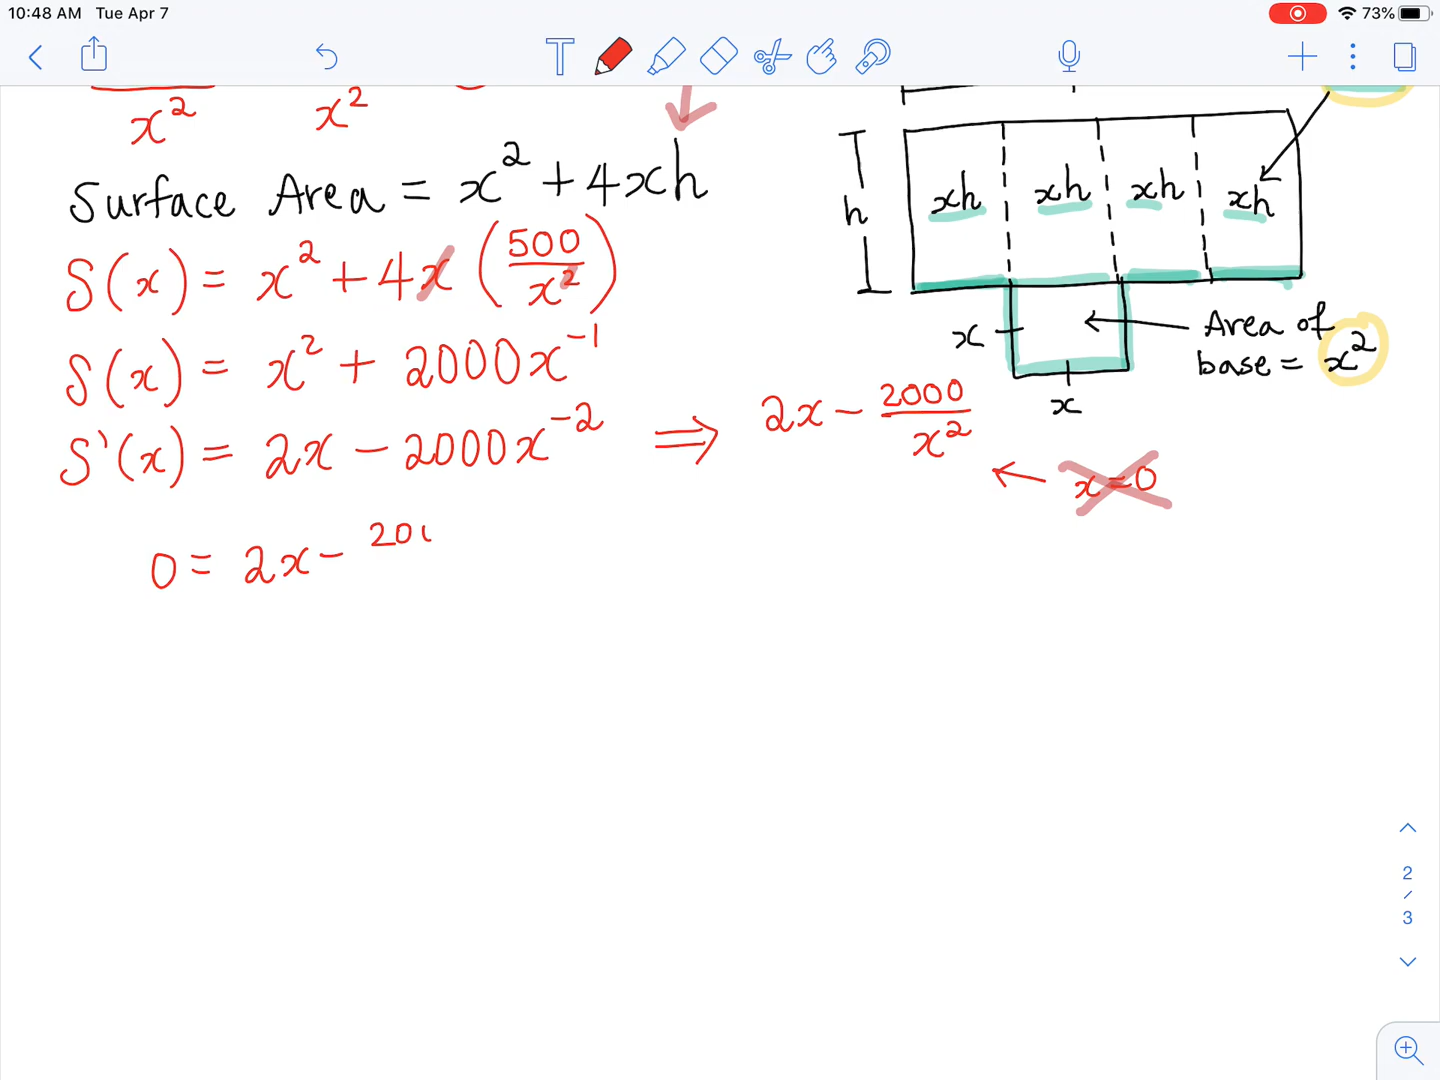 10:48 AM Tue Apr 7
73%
x²
x²
Surface Area = x² + 4xh
S(x) = x² + 4x (500/x²)
S(x) = x² + 2000x⁻¹
S'(x) = 2x − 2000x⁻² ⟹ 2x − 2000/x²
← x=0
0 = 2x − 200
h
xh xh xh xh
x
Area of
base = x²
x
2
/
3